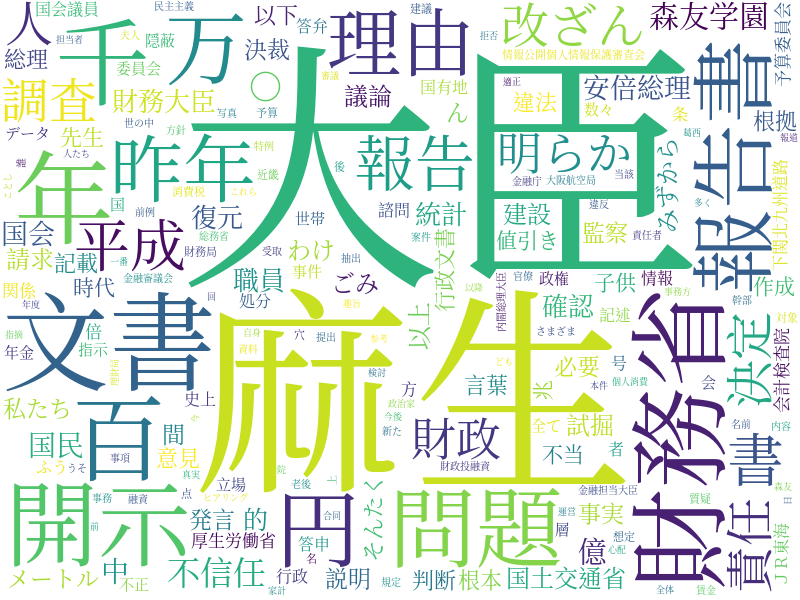 国会議員
民主主義
人
総理
担当者
夫人
隠蔽
答弁
以下
建議
決裁
拒否
委員会
情報公開個人情報保護審査会
審議
千
万
〇
理由
改ざん
森友学園
予算委員会
調査
財務大臣
議論
国有地
ん
違法
数々
適正
安倍総理
条
根拠
書
報道
データ
先生
世の中
写真
予算
人たち
方針
特例
近畿
後
年
昨年
大臣
報告
明らか
葛西
当該
みずから
金融庁
大阪航空局
ことし
国
消費税
これら
前例
復元
世帯
諮問
統計
建設
違反
多く
値引き
監察
責任者
報告書
下関北九州道路
国会
平成
総務省
請求
記載
一番
財務局
受取
抽出
わけ
事件
案件
行政文書
金融審議会
職員
ごみ
官僚
政権
子供
情報
事務方
関係
時代
年度
回
処分
以上
内閣総理大臣
以降
確認
幹部
作成
対象
文書
麻生
財務省
決定
会計検査院
指摘
倍
年金
指示
自身
趣旨
提出
資料
穴
参考
さまざま
記述
必要
号
個人消費
兆
言葉
ども
本件
会
私たち
史上
検討
方
政治家
今後
新た
全て
試掘
者
名前
内容
国民
間
意見
財政
不当
ふう
うそ
事項
真実
院
上
財政投融資
金融担当大臣
質疑
森友
日
開示
百
円
問題
責任
事務
融資
点
立場
ヒアリング
老後
そんたく
運営
事実
発言
的
合同
層
想定
心配
厚生労働省
答申
億
ＪＲ東海
メートル
中
不正
前
不信任
行政
名
説明
判断
根本
国土交通省
家計
規定
全体
賃金